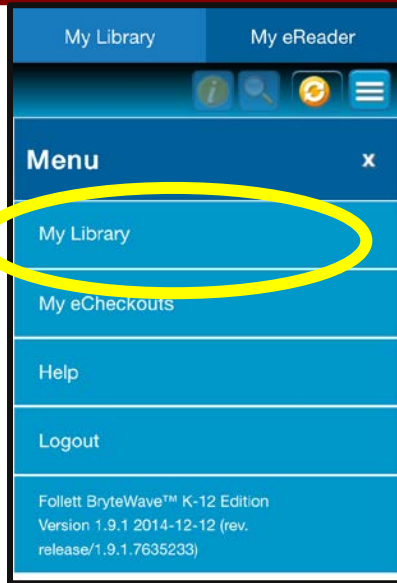 My Library My eReader
Menu x
My Library
My eCheckouts
Help
Logout
Follett BryteWave™ K-12 Edition
Version 1.9.1 2014-12-12 (rev.
release/1.9.1.7635233)